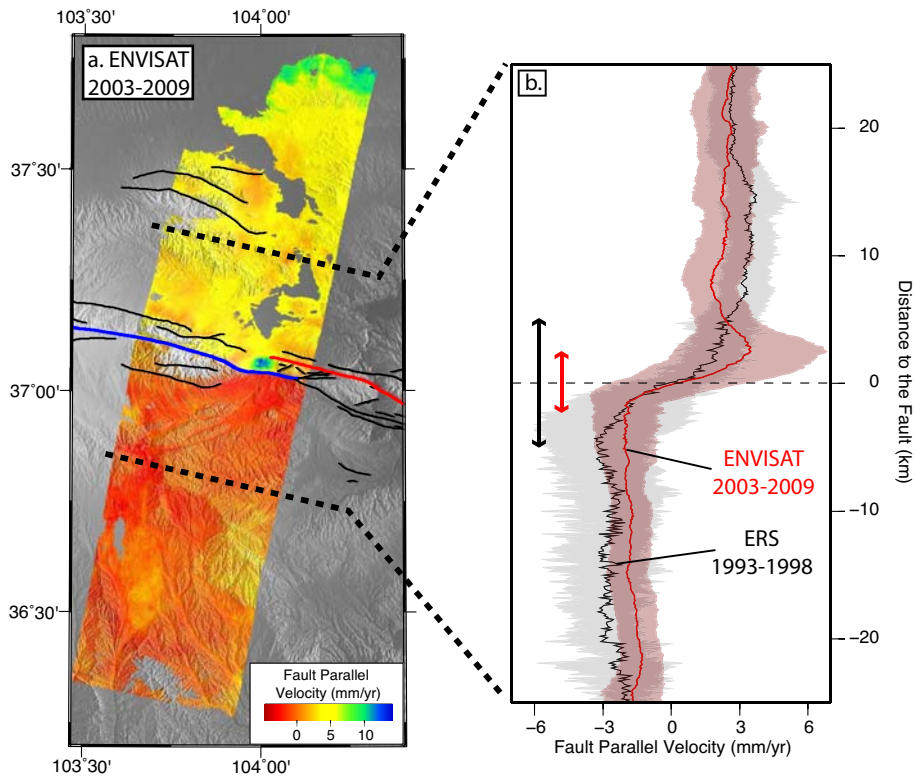 103˚30'
104˚00'
a. ENVISAT
2003-2009
37˚30'
37˚00'
36˚30'
Fault Parallel
Velocity (mm/yr)
0 5 10
103˚30'
104˚00'
b.
20
10
0
−10
−20
Distance to the Fault (km)
ENVISAT
2003-2009
ERS
1993-1998
−6 −3 0 3 6
Fault Parallel Velocity (mm/yr)